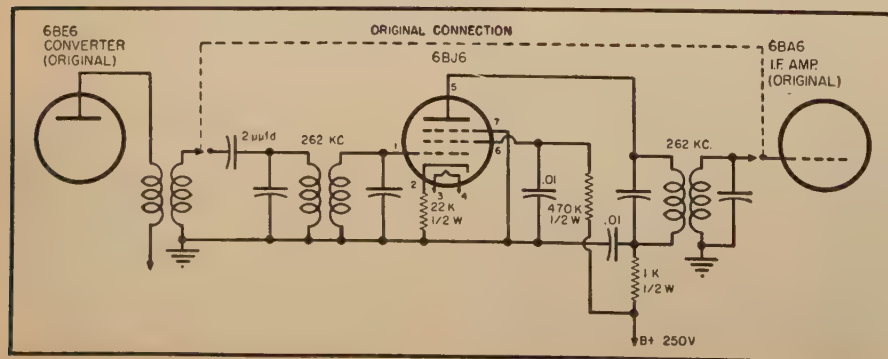 ORIGINAL CONNECTION
6BE6
CONVERTER
(ORIGINAL)
6BJ6
6BA6
I.F. AMP.
(ORIGINAL)
5
2 µµfd
262 KC
1
7
6
2
3
4
22K
1/2 W
.01
470 K
1/2 W
.01
262 KC.
1 K
1/2 W
B+ 250V